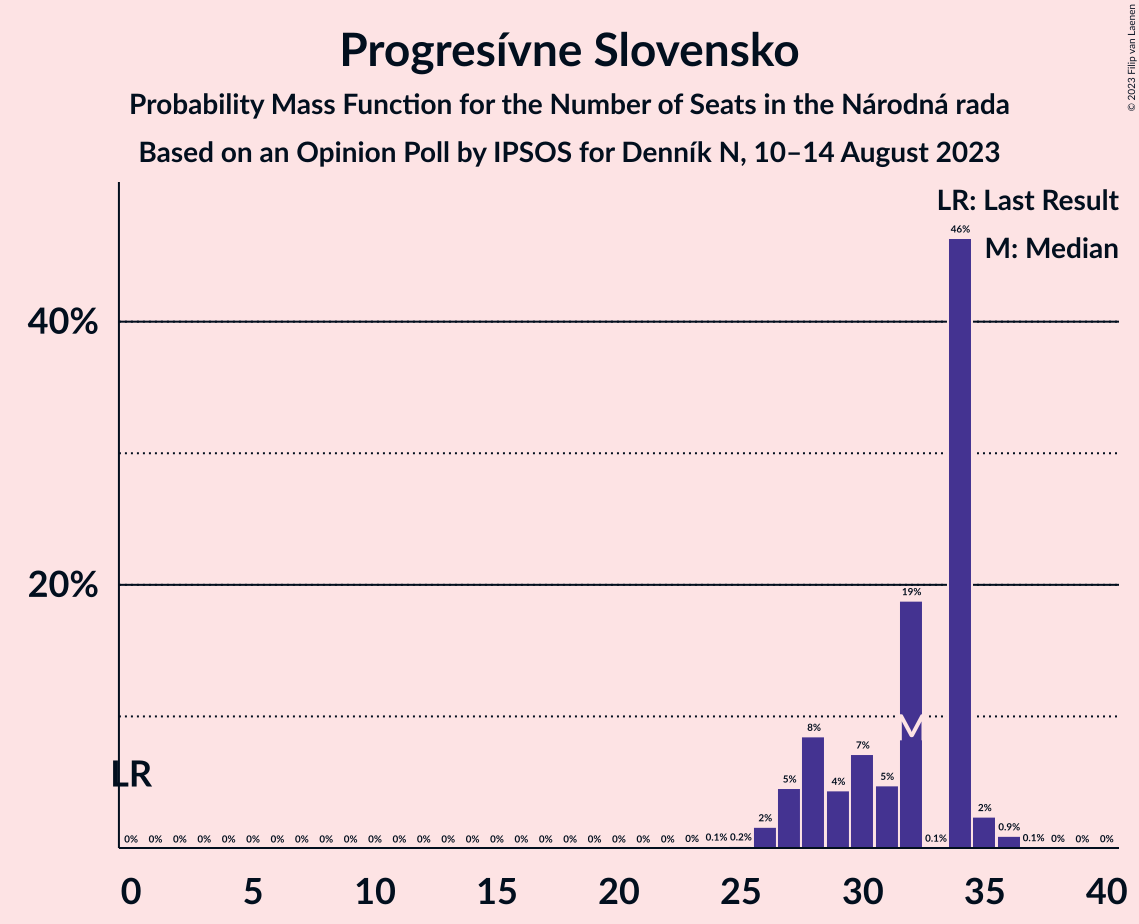 © 2023 Filip van Laenen
Progresívne Slovensko
Probability Mass Function for the Number of Seats in the Národná rada
Based on an Opinion Poll by IPSOS for Denník N, 10–14 August 2023
LR: Last Result
M: Median
40%
20%
LR
M
0% 0% 0% 0% 0% 0% 0% 0% 0% 0% 0% 0% 0% 0% 0% 0% 0% 0% 0% 0% 0% 0% 0% 0% 0.1% 0.2% 2% 5% 8% 4% 7% 5% 19% 0.1% 46% 2% 0.9% 0.1% 0% 0% 0%
0 5 10 15 20 25 30 35 40